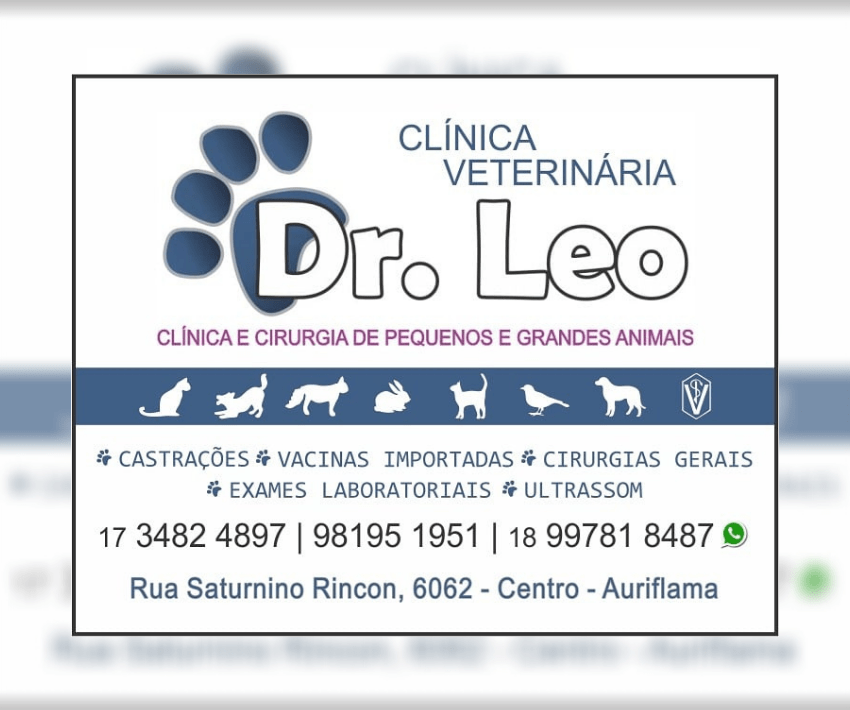 CLÍNICA
VETERINÁRIA
Dr. Leo
CLÍNICA E CIRURGIA DE PEQUENOS E GRANDES ANIMAIS
CASTRAÇÕES VACINAS IMPORTADAS CIRURGIAS GERAIS
EXAMES LABORATORIAIS ULTRASSOM
17 3482 4897 | 98195 1951 | 18 99781 8487
Rua Saturnino Rincon, 6062 - Centro - Auriflama